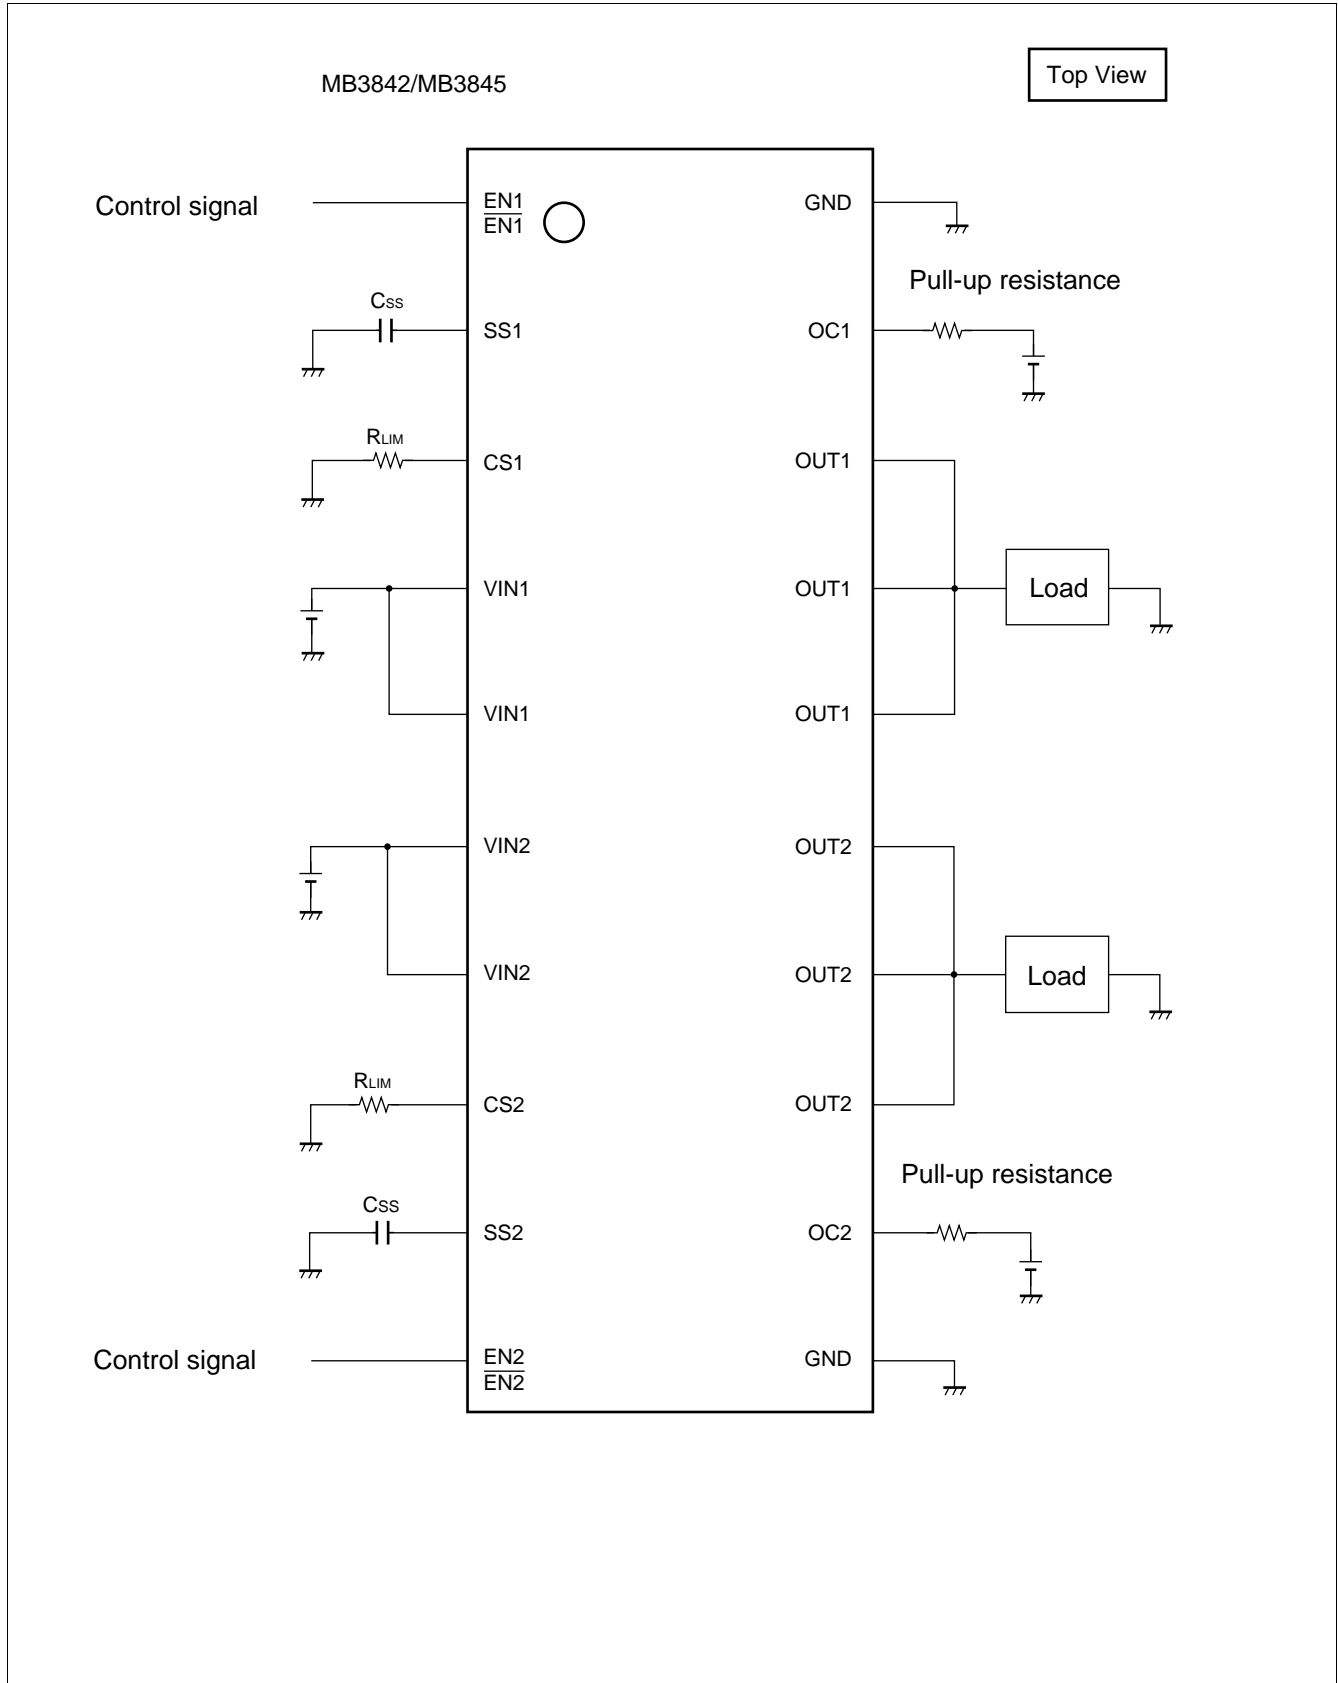 MB3842/MB3845
Top View
Control signal
EN1
EN1
GND
Pull-up resistance
CSS
SS1
OC1
RLIM
CS1
OUT1
VIN1
OUT1
Load
VIN1
OUT1
VIN2
OUT2
VIN2
OUT2
Load
RLIM
CS2
OUT2
Pull-up resistance
CSS
SS2
OC2
Control signal
EN2
EN2
GND